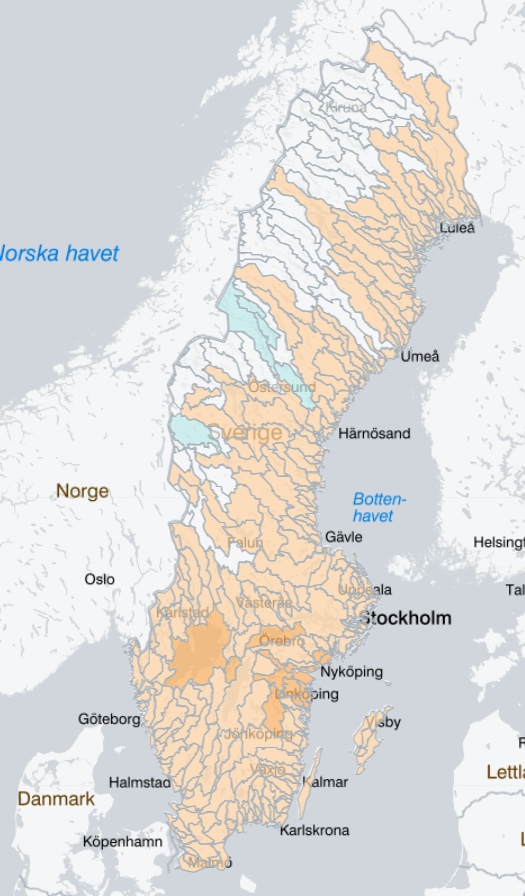 Kiruna
Luleå
Norska havet
Umeå
Östersund
Sverige
Härnösand
Norge
Botten-
havet
Falun
Gävle
Helsingf
Oslo
Uppsala
Tal
Karlstad
Västerås
Stockholm
Örebro
Nyköping
Linköping
Göteborg
Visby
Jönköping
Växjö
Lettla
Halmstad
Kalmar
Danmark
Karlskrona
Köpenhamn
Malmö